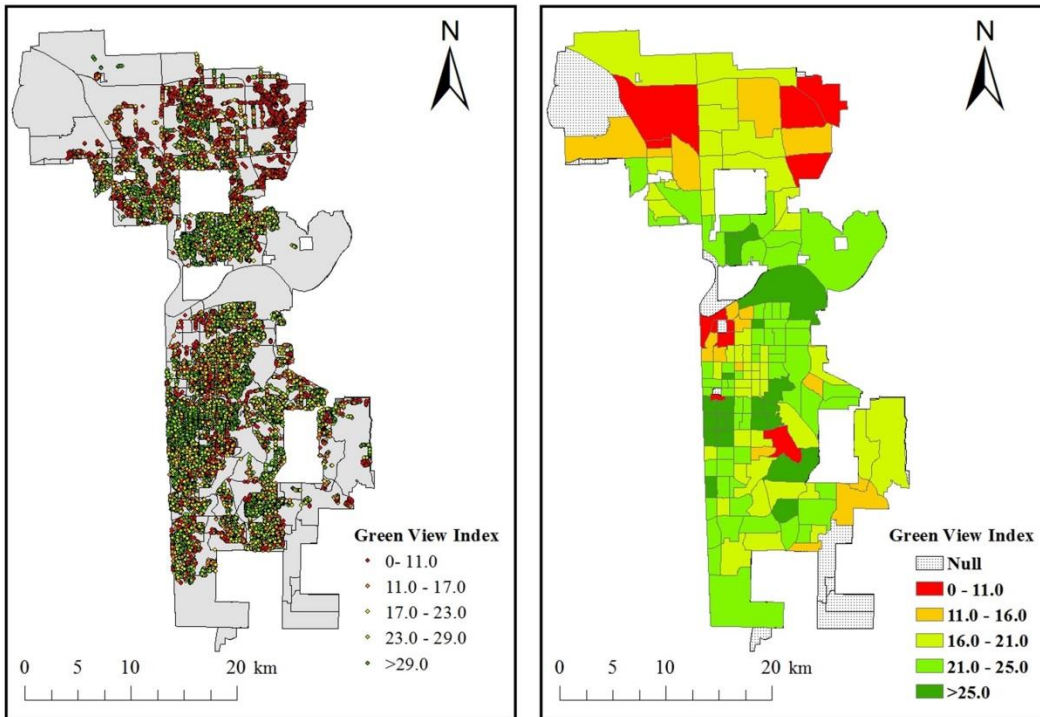 N
Green View Index
0- 11.0
11.0 - 17.0
17.0 - 23.0
23.0 - 29.0
>29.0
0 5 10 20 km
N
Green View Index
Null
0 - 11.0
11.0 - 16.0
16.0 - 21.0
21.0 - 25.0
>25.0
0 5 10 20 km